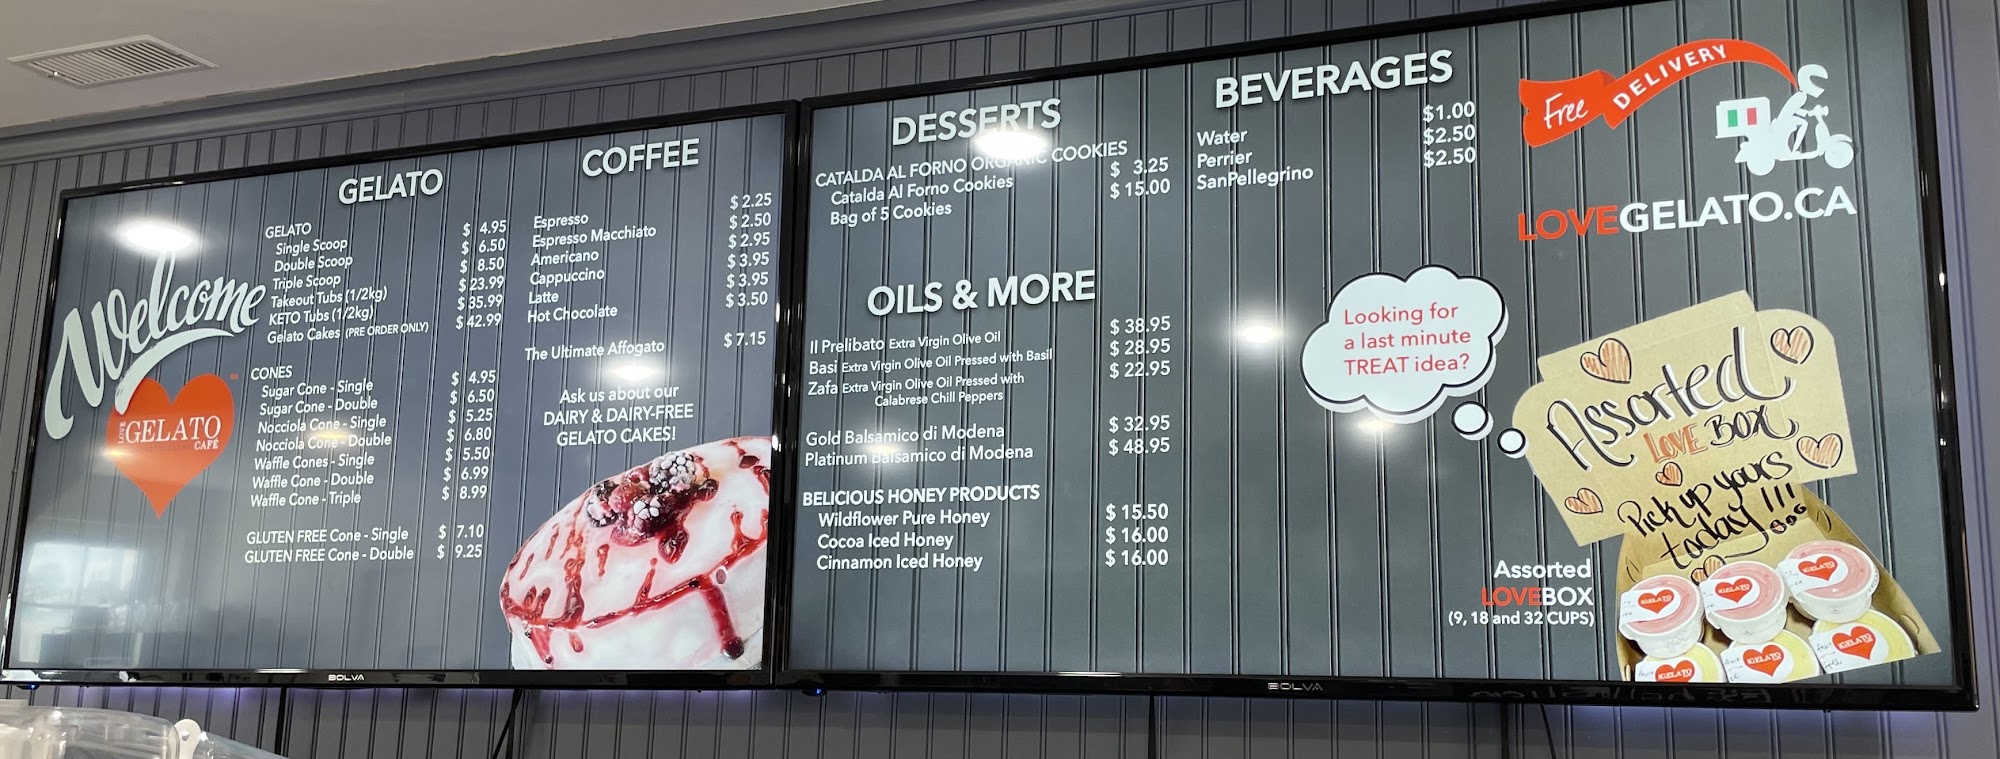 Welcome
LOVE
GELATO
CAFÉ
GELATO
GELATO
Single Scoop $ 4.95
Double Scoop $ 6.50
Triple Scoop $ 8.50
Takeout Tubs (1/2kg) $ 23.99
KETO Tubs (1/2kg) $ 35.99
Gelato Cakes (PRE ORDER ONLY) $ 42.99
CONES
Sugar Cone - Single $ 4.95
Sugar Cone - Double $ 6.50
Nocciola Cone - Single $ 5.25
Nocciola Cone - Double $ 6.80
Waffle Cones - Single $ 5.50
Waffle Cone - Double $ 6.99
Waffle Cone - Triple $ 8.99
GLUTEN FREE Cone - Single $ 7.10
GLUTEN FREE Cone - Double $ 9.25
COFFEE
Espresso $ 2.25
Espresso Macchiato $ 2.50
Americano $ 2.95
Cappuccino $ 3.95
Latte $ 3.95
Hot Chocolate $ 3.50
The Ultimate Affogato $ 7.15
Ask us about our
DAIRY & DAIRY-FREE
GELATO CAKES!
BOLVA
DESSERTS
CATALDA AL FORNO ORGANIC COOKIES
Catalda Al Forno Cookies $ 3.25
Bag of 5 Cookies $ 15.00
OILS & MORE
Il Prelibato Extra Virgin Olive Oil $ 38.95
Basi Extra Virgin Olive Oil Pressed with Basil $ 28.95
Zafa Extra Virgin Olive Oil Pressed with $ 22.95
Calabrese Chill Peppers
Gold Balsamico di Modena $ 32.95
Platinum Balsamico di Modena $ 48.95
BELICIOUS HONEY PRODUCTS
Wildflower Pure Honey $ 15.50
Cocoa Iced Honey $ 16.00
Cinnamon Iced Honey $ 16.00
BEVERAGES
Water $1.00
Perrier $2.50
SanPellegrino $2.50
Free DELIVERY
LOVEGELATO.CA
Looking for
a last minute
TREAT idea?
Assorted
LOVE BOX
Pick up yours
today!!!
Assorted
LOVEBOX
(9, 18 and 32 CUPS)
GELATO
GELATO
GELATO
GELATO
GELATO
GELATO
BOLVA